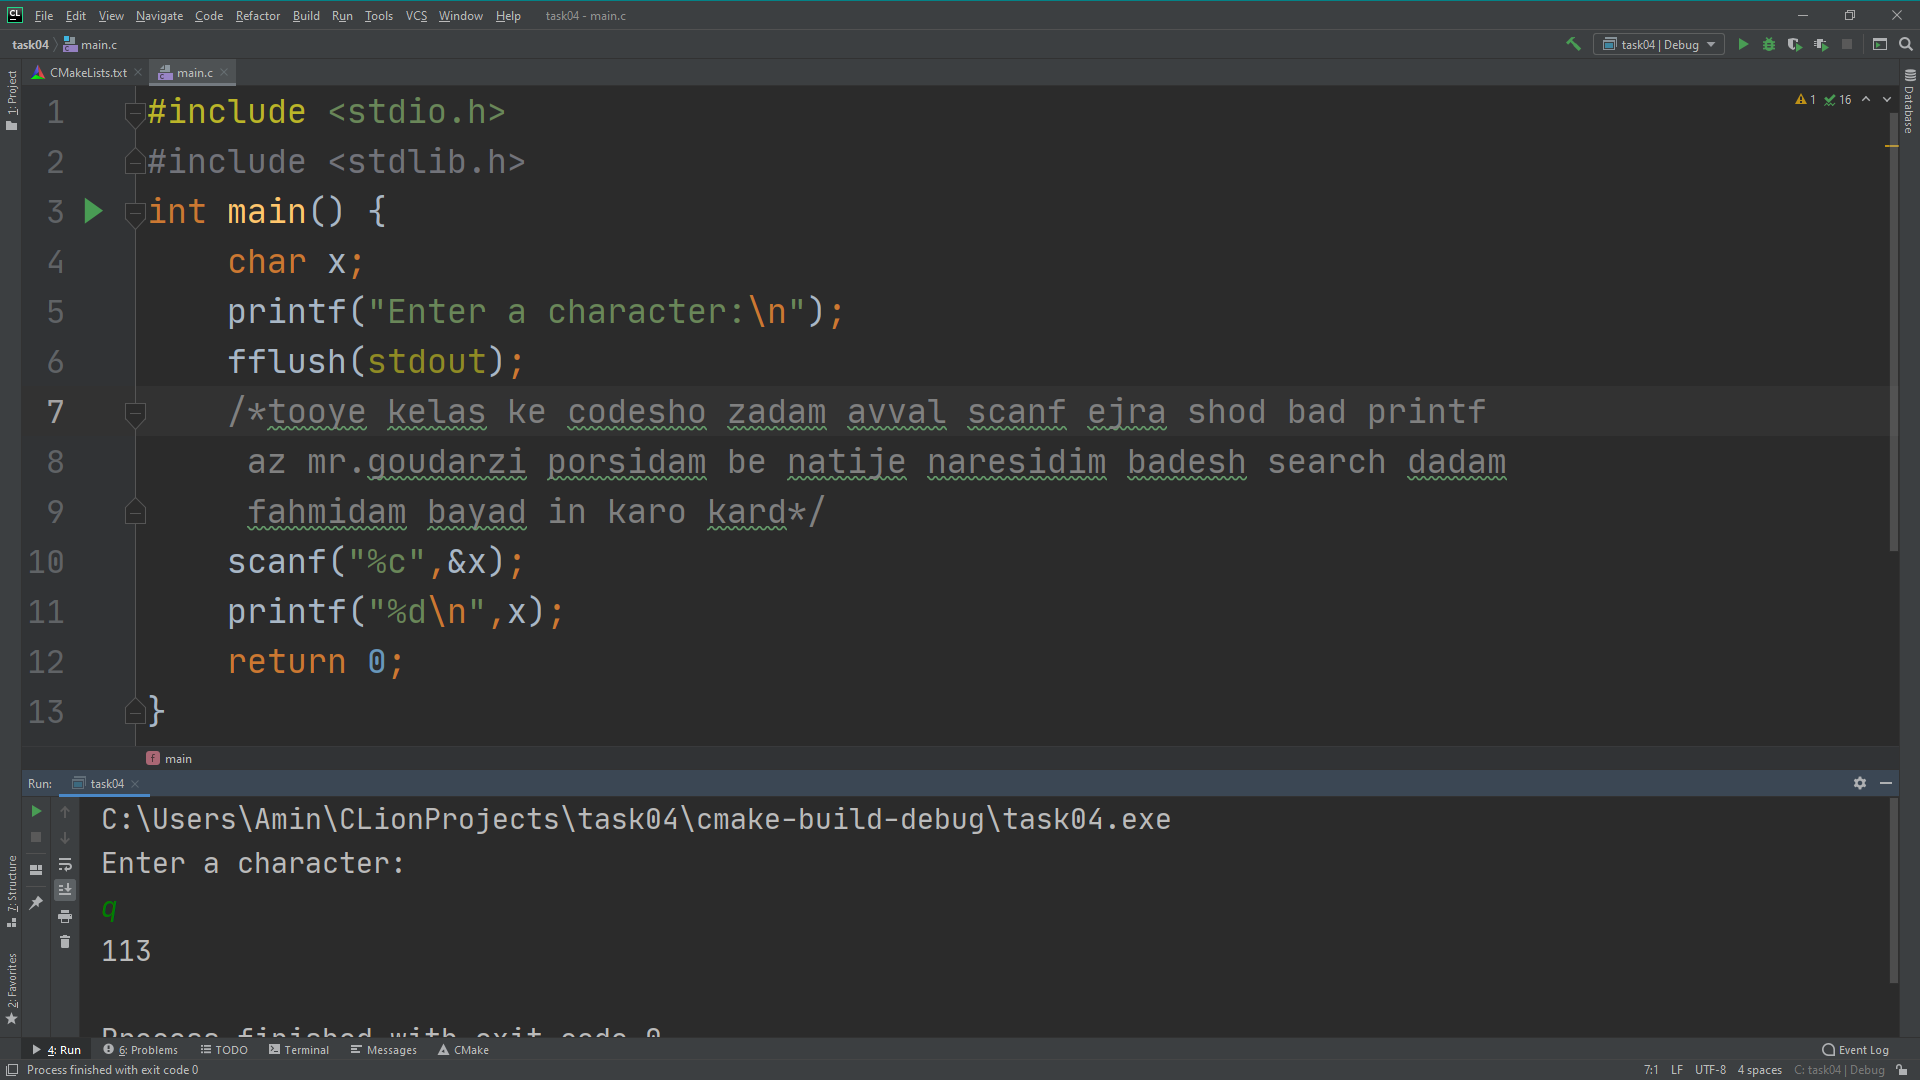 File Edit View Navigate Code Refactor Build Run Tools VCS Window Help task04 - main.c
task04 main.c task04 | Debug
CMakeLists.txt main.c
1: Project
Database
1 16
1 #include <stdio.h>
2 #include <stdlib.h>
3 int main() {
4 char x;
5 printf("Enter a character:\n");
6 fflush(stdout);
7 /*tooye kelas ke codesho zadam avval scanf ejra shod bad printf
8 az mr.goudarzi porsidam be natije naresidim badesh search dadam
9 fahmidam bayad in karo kard*/
10 scanf("%c",&x);
11 printf("%d\n",x);
12 return 0;
13 }
f main
Run: task04
C:\Users\Amin\CLionProjects\task04\cmake-build-debug\task04.exe
Enter a character:
q
113
Process finished with exit code 0
7: Structure
2: Favorites
4: Run 6: Problems TODO Terminal Messages CMake Event Log
Process finished with exit code 0 7:1 LF UTF-8 4 spaces C: task04 | Debug